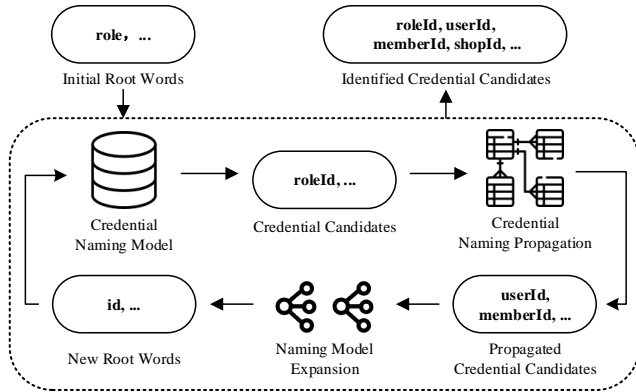 role, ...
Initial Root Words
roleId, userId,
memberId, shopId, ...
Identified Credential Candidates
Credential
Naming Model
roleId, ...
Credential Candidates
Credential
Naming Propagation
id, ...
New Root Words
Naming Model
Expansion
userId,
memberId, ...
Propagated
Credential Candidates